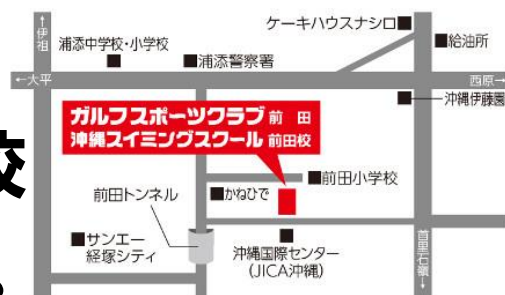 ↑伊祖
ケーキハウスナシロ■
■給油所
浦添中学校・小学校
■浦添警察署
←大平
西原→
■沖縄伊藤園
ガルフスポーツクラブ 前田
沖縄スイミングスクール 前田校
校
■前田小学校
■かねひで
前田トンネル
■サンエー
経塚シティ
沖縄国際センター
(JICA沖縄)
首里石嶺↓